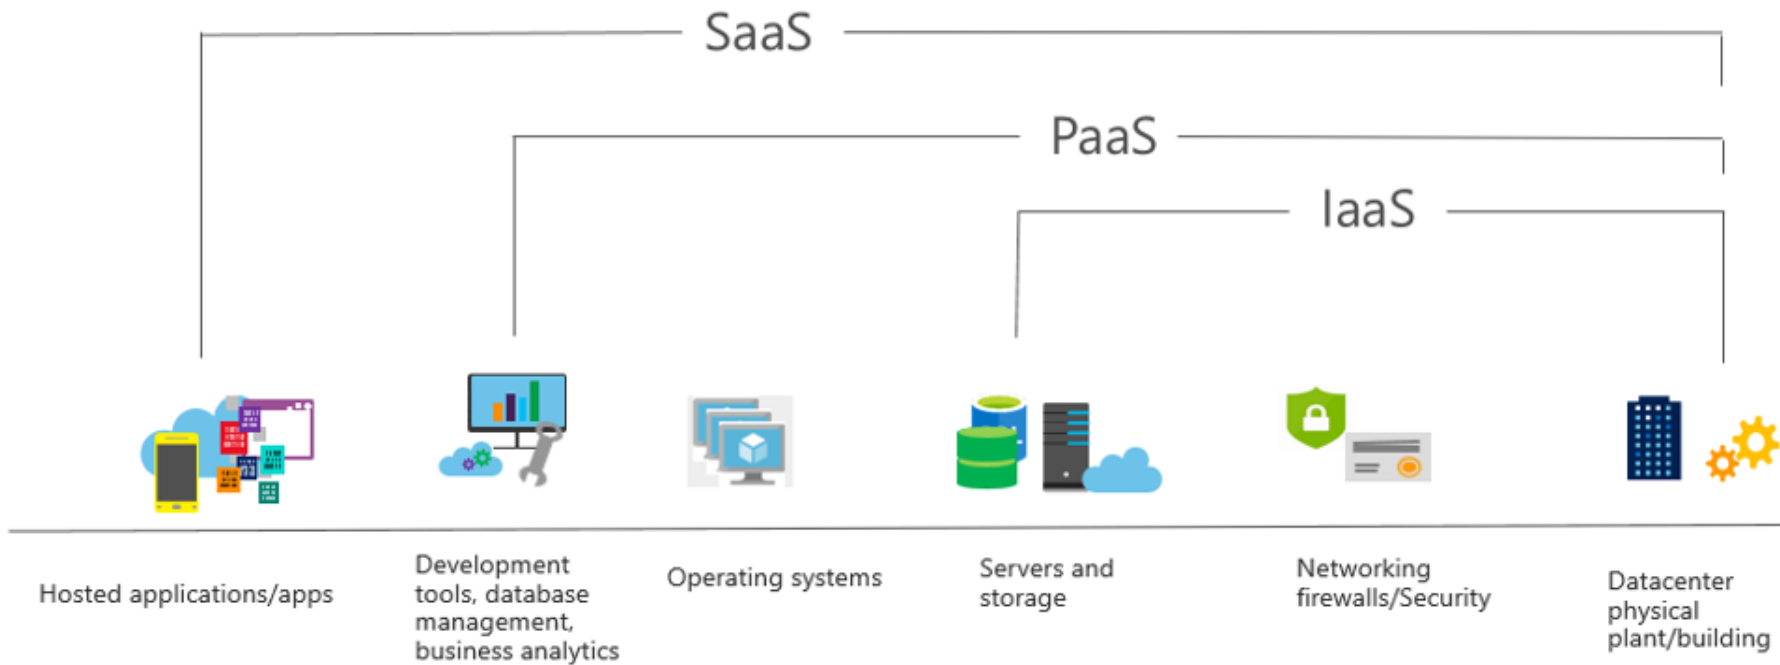 SaaS
PaaS
IaaS
Hosted applications/apps
Development
tools, database
management,
business analytics
Operating systems
Servers and
storage
Networking
firewalls/Security
Datacenter
physical
plant/building